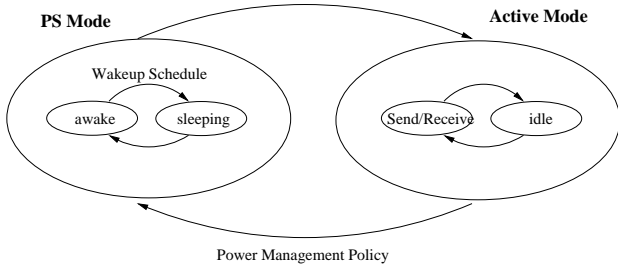 PS Mode
Active Mode
Wakeup Schedule
awake
sleeping
Send/Receive
idle
Power Management Policy